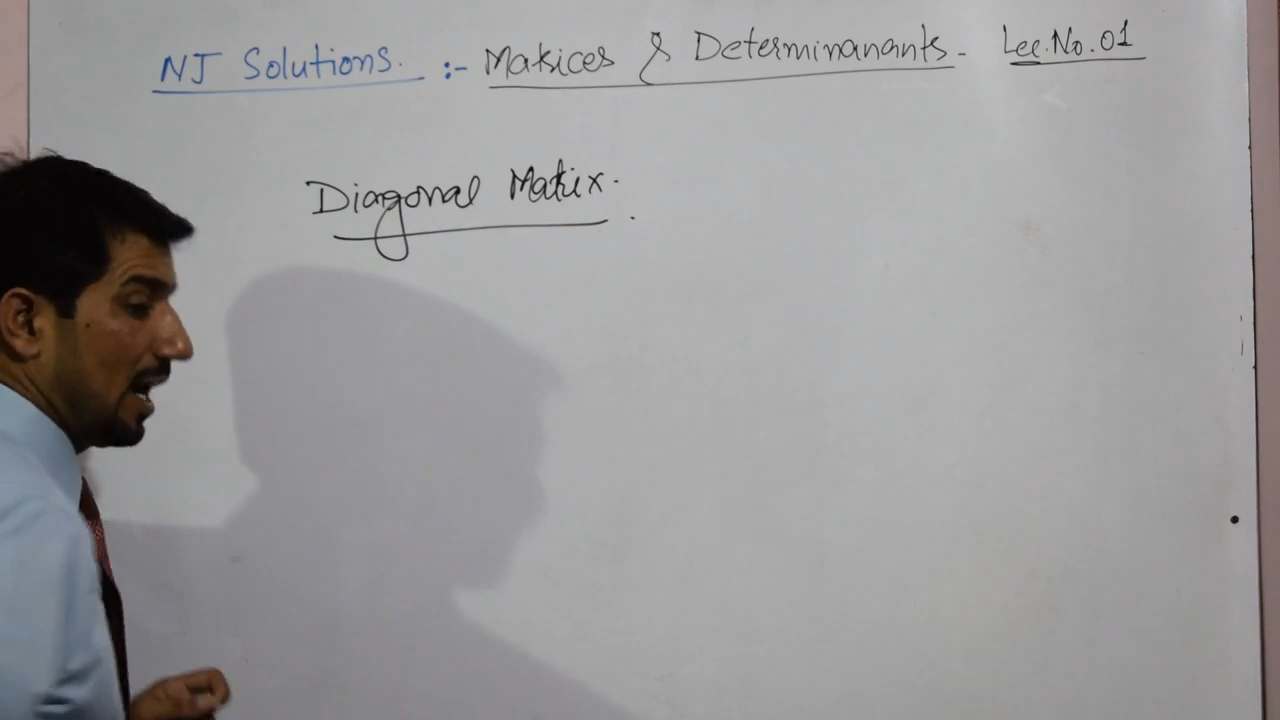 NJ Solutions. :- Matrices & Determinanants - Lec.No.01
Diagonal Matrix.